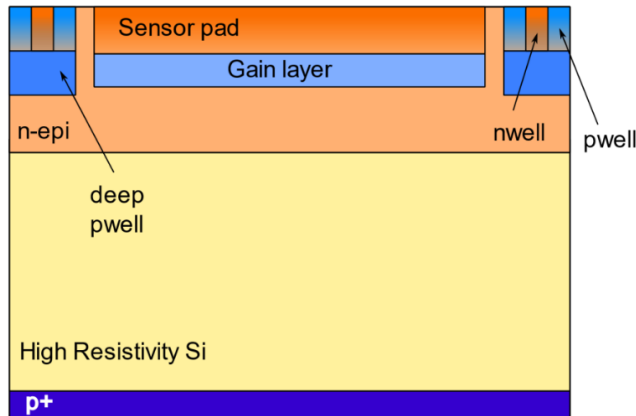 Sensor pad
Gain layer
n-epi
nwell
pwell
deep
pwell
High Resistivity Si
p+